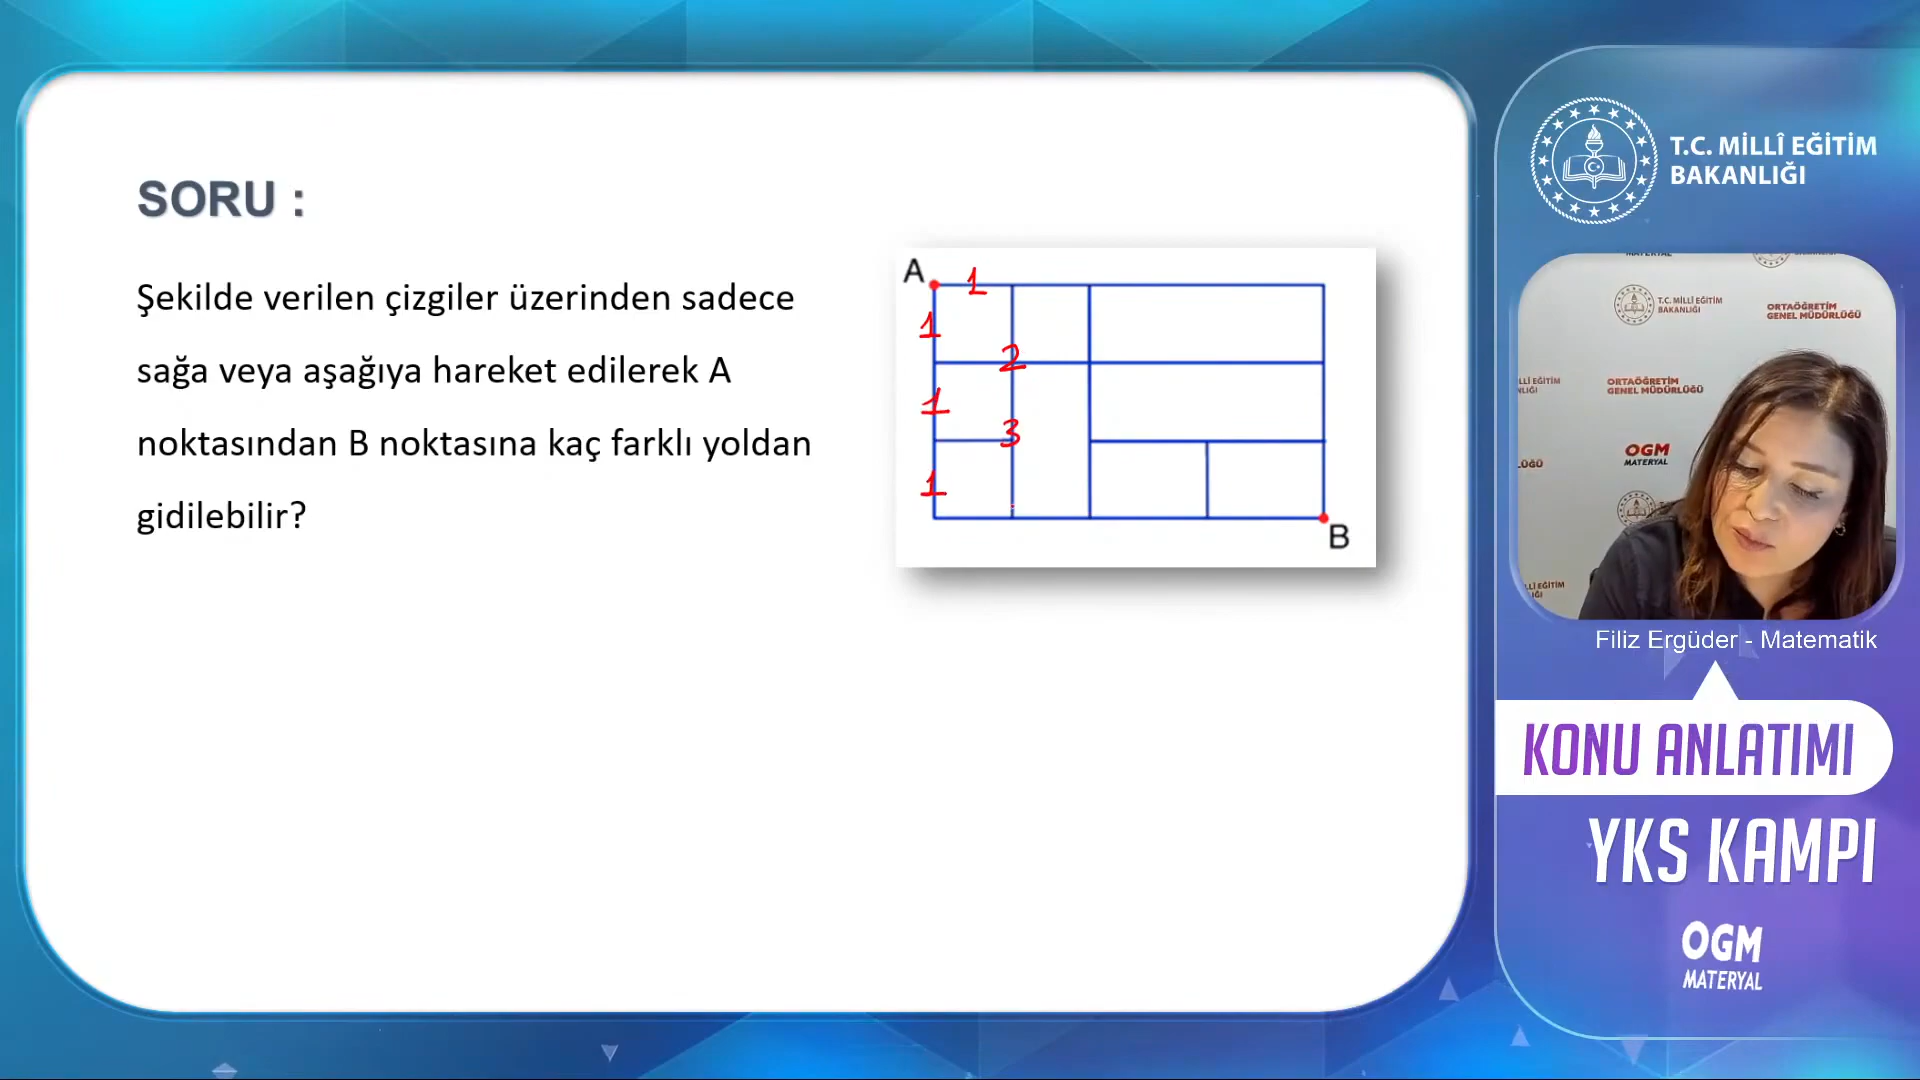 SORU :
Şekilde verilen çizgiler üzerinden sadece
sağa veya aşağıya hareket edilerek A
noktasından B noktasına kaç farklı yoldan
gidilebilir?
A
1
1
2
1
3
1
B
T.C. MİLLÎ EĞİTİM
BAKANLIĞI
T.C. MİLLÎ EĞİTİM
BAKANLIĞI
ORTAÖĞRETİM
GENEL MÜDÜRLÜĞÜ
ORTAÖĞRETİM
GENEL MÜDÜRLÜĞÜ
OGM
MATERYAL
Filiz Ergüder - Matematik
KONU ANLATIMI
YKS KAMPI
OGM
MATERYAL